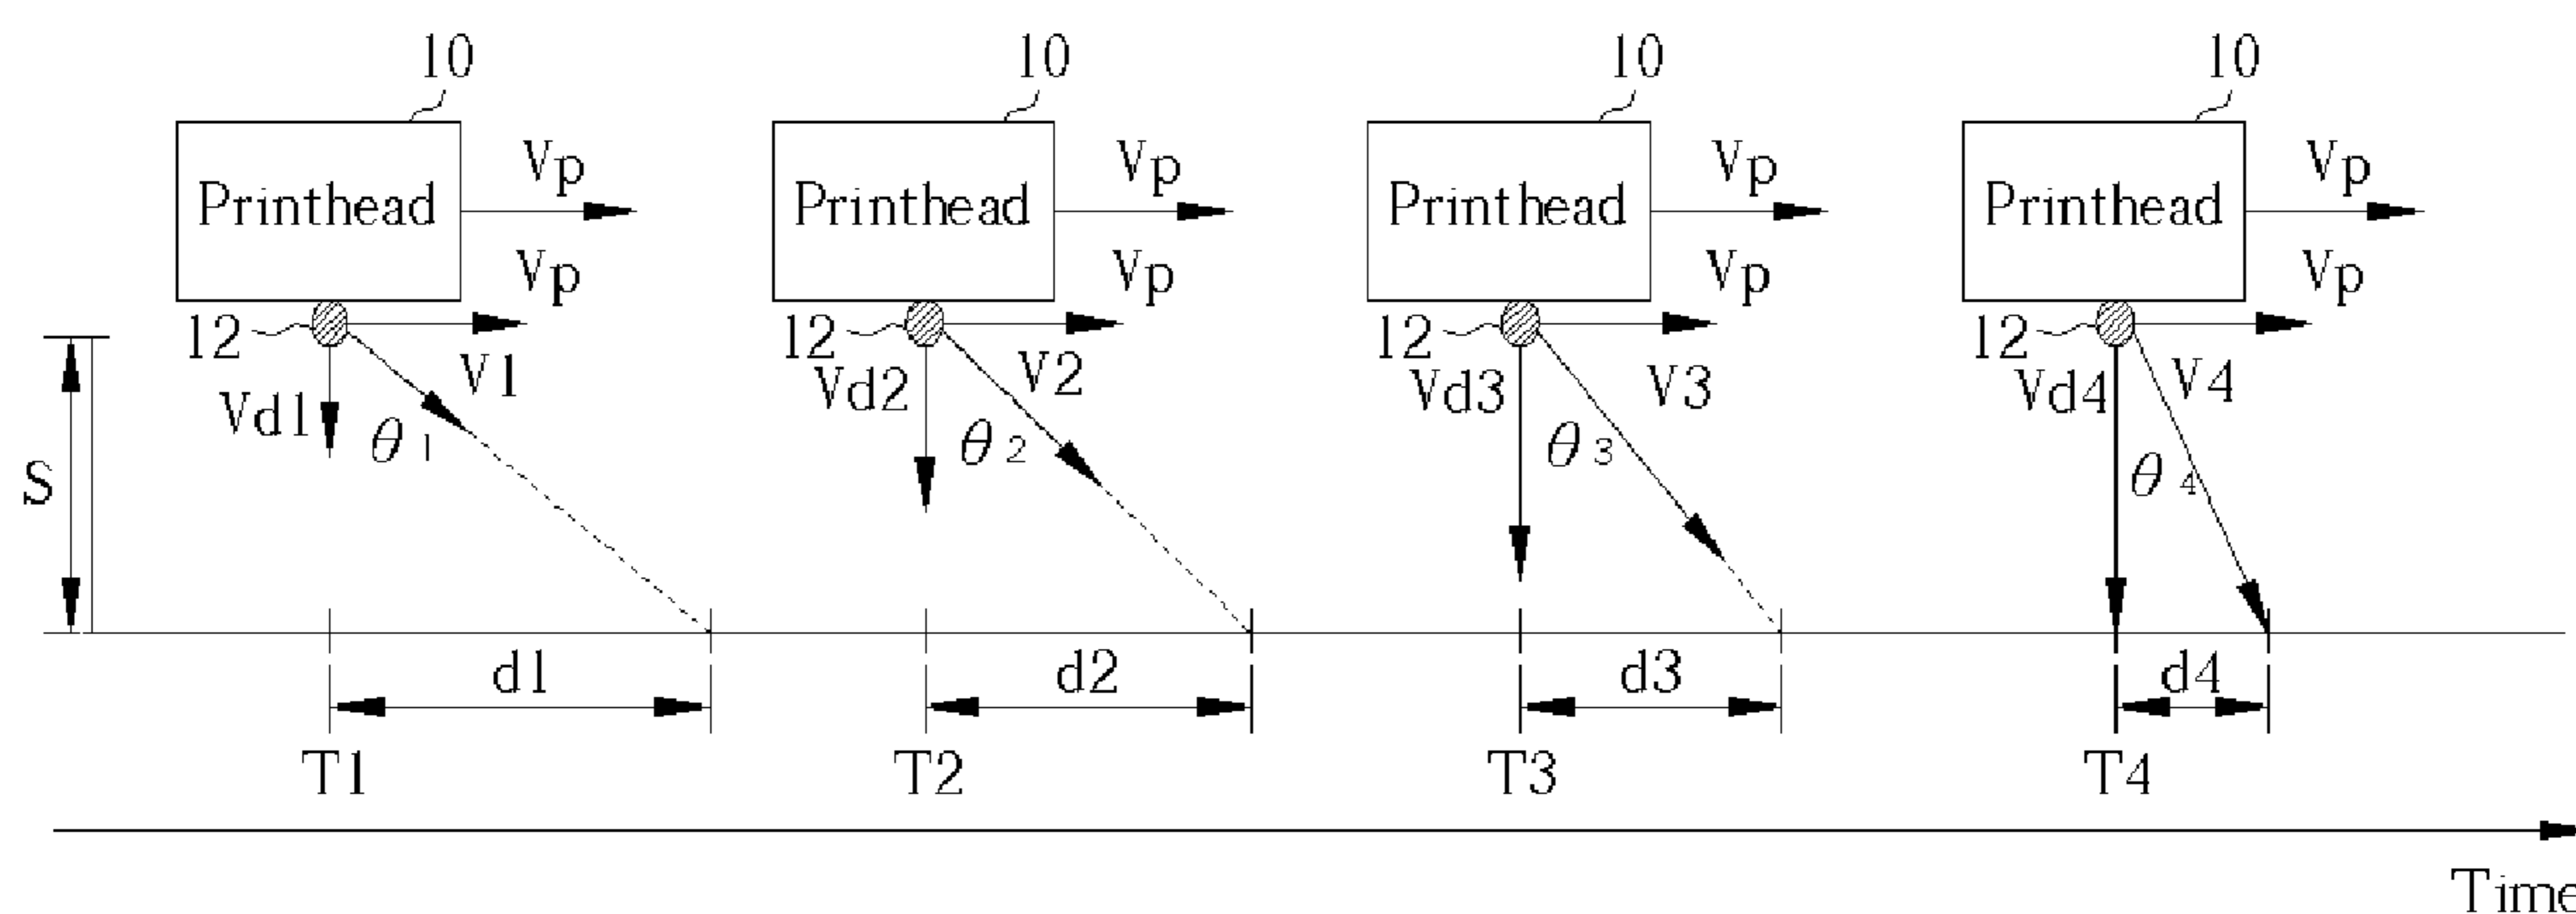 10 10 10 10
Vp Vp Vp Vp
Printhead Printhead Printhead Printhead
Vp Vp Vp Vp
12 12 12 12
V1 V2 V3 V4
Vd1 Vd2 Vd3 Vd4
θ1 θ2 θ3 θ4
S
d1 d2 d3 d4
T1 T2 T3 T4
Time